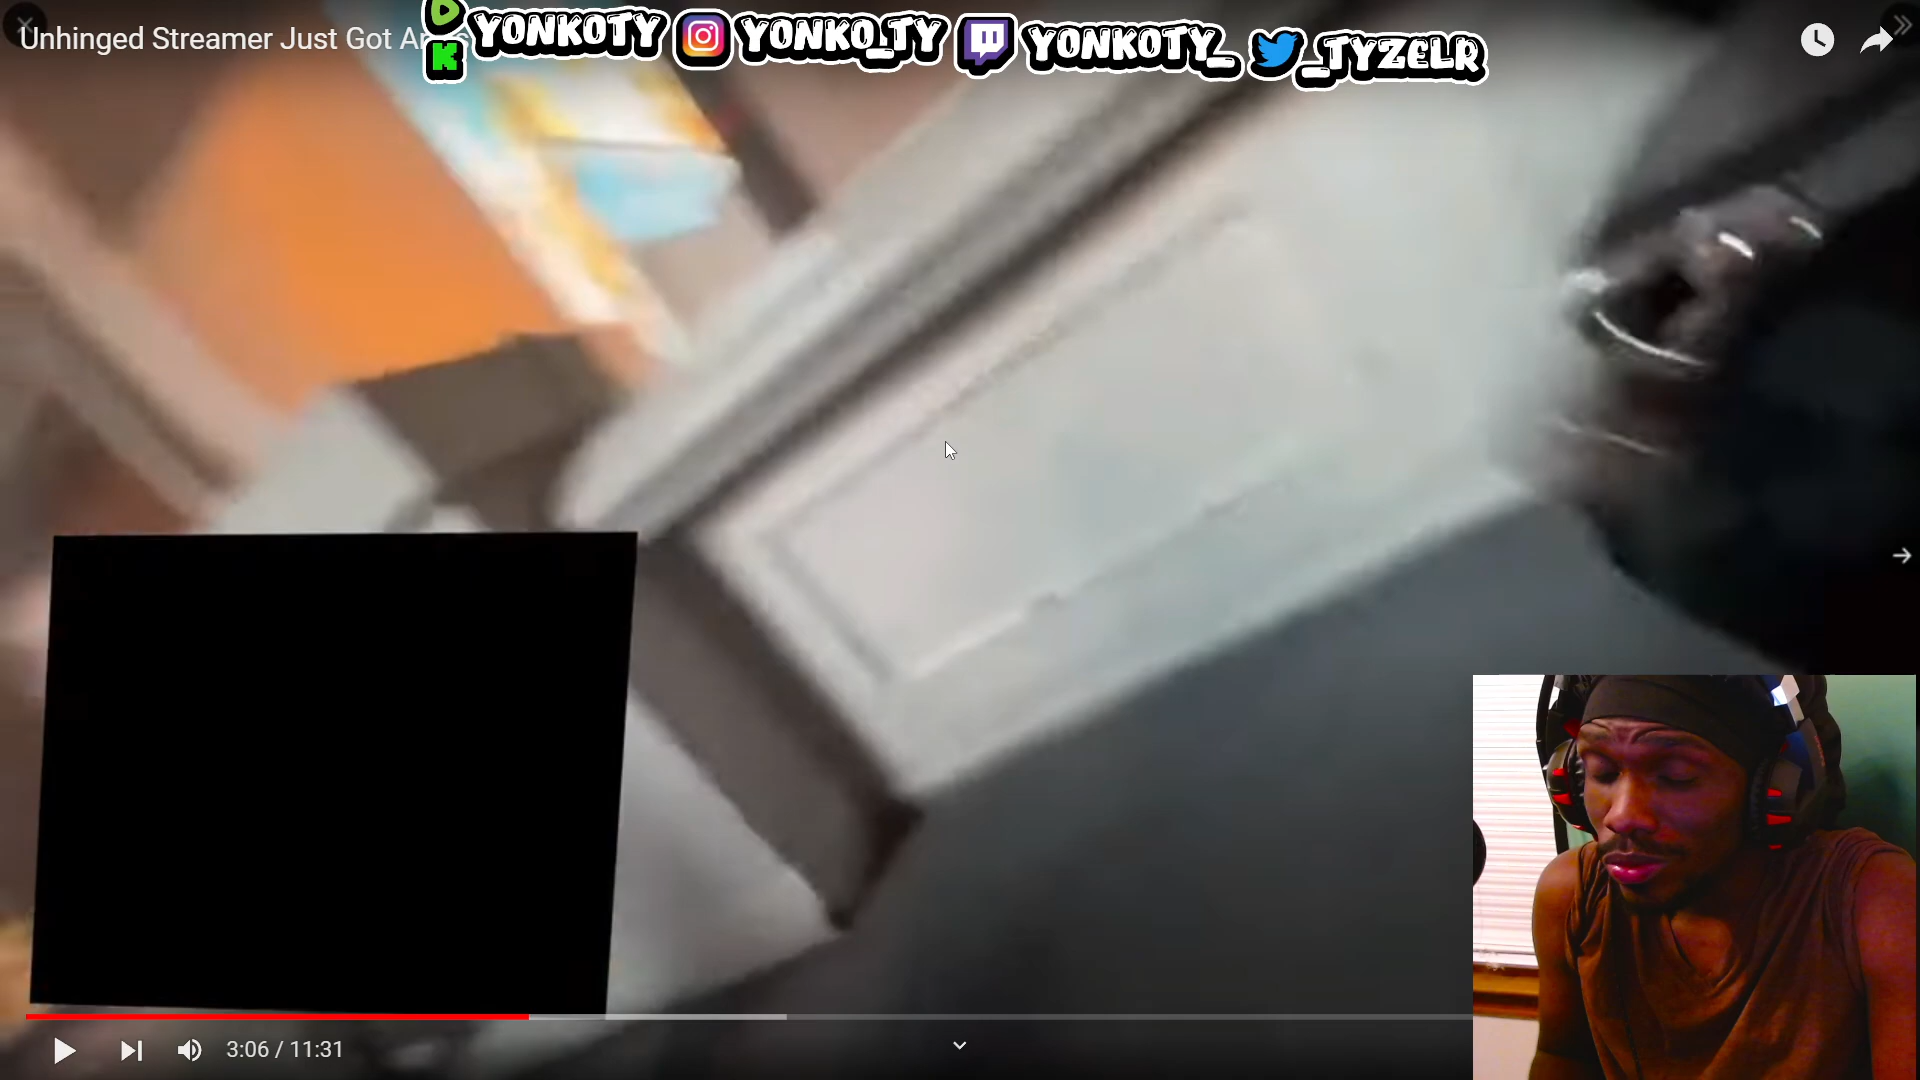 Unhinged Streamer Just Got
YONKOTY YONKO_TY YONKOTY_ _TYZELR
K
3:06 / 11:31